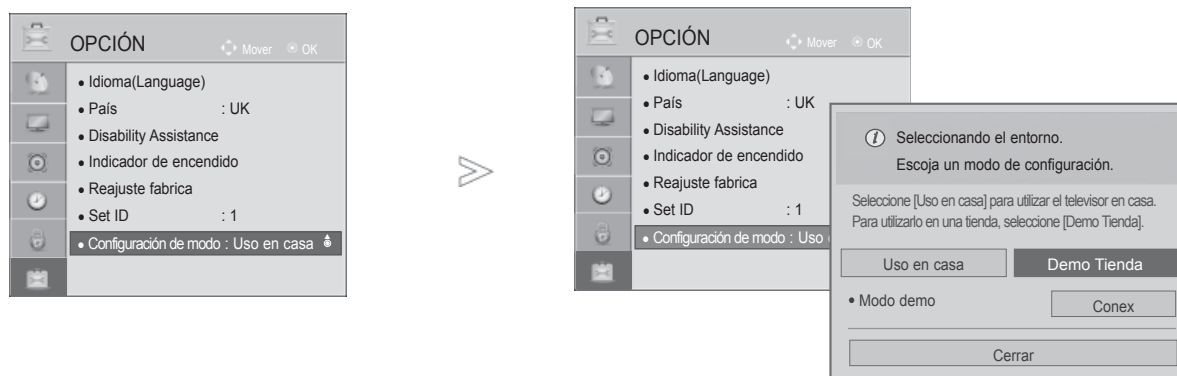 OPCIÓN
Mover OK
• Idioma(Language)
• País : UK
• Disability Assistance
• Indicador de encendido
• Reajuste fabrica
• Set ID : 1
• Configuración de modo : Uso en casa
OPCIÓN
Mover OK
• Idioma(Language)
• País : UK
• Disability Assistance
• Indicador de encendido
• Reajuste fabrica
• Set ID : 1
• Configuración de modo : Uso
i Seleccionando el entorno.
Escoja un modo de configuración.
Seleccione [Uso en casa] para utilizar el televisor en casa.
Para utilizarlo en una tienda, seleccione [Demo Tienda].
Uso en casa Demo Tienda
• Modo demo Conex
Cerrar